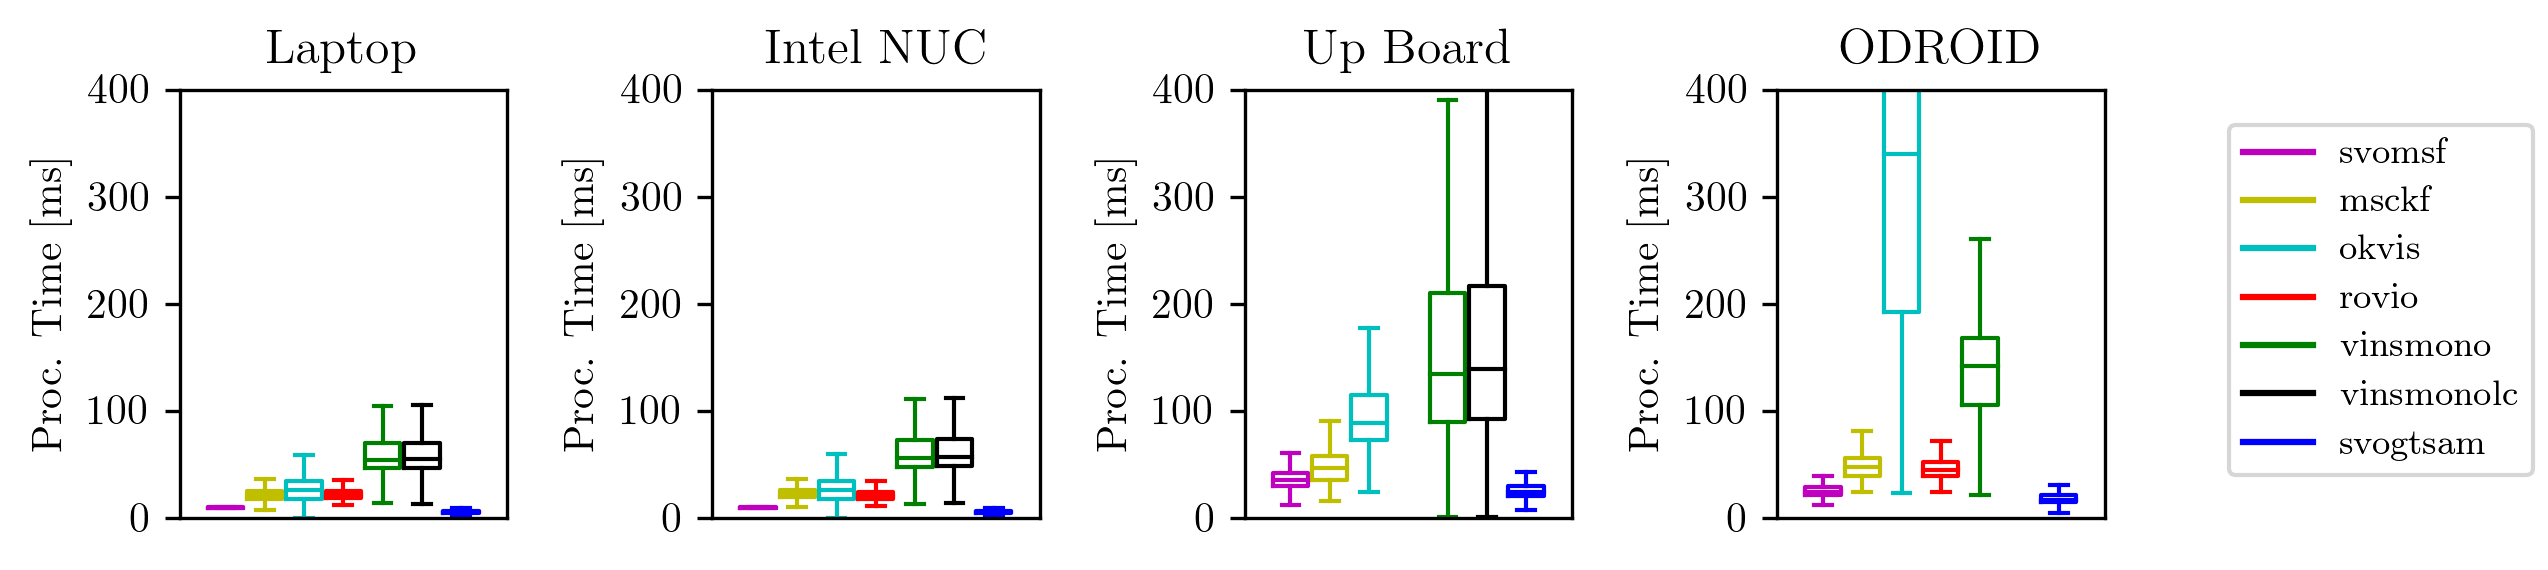 Laptop
Intel NUC
Up Board
ODROID
Proc. Time [ms]
400
300
200
100
0
Proc. Time [ms]
400
300
200
100
0
Proc. Time [ms]
400
300
200
100
0
Proc. Time [ms]
400
300
200
100
0
svomsf
msckf
okvis
rovio
vinsmono
vinsmonolc
svogtsam